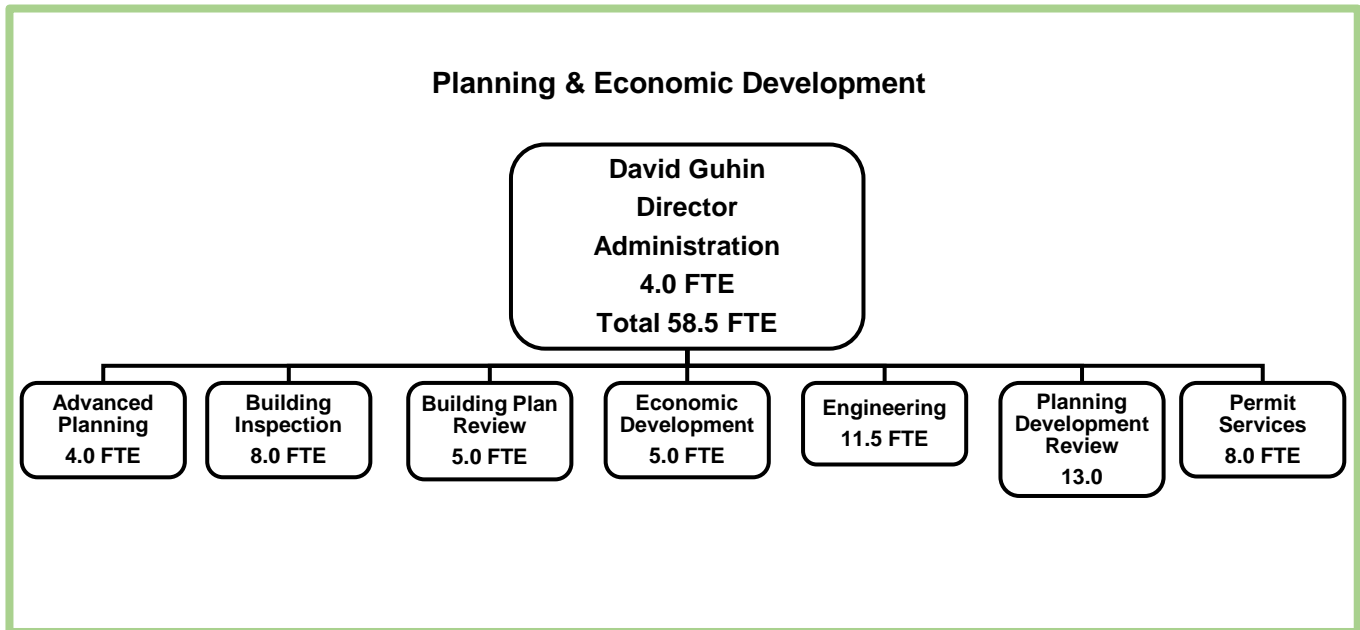 Planning & Economic Development
David Guhin
Director
Administration
4.0 FTE
Total 58.5 FTE
Advanced
Planning
4.0 FTE
Building
Inspection
8.0 FTE
Building Plan
Review
5.0 FTE
Economic
Development
5.0 FTE
Engineering
11.5 FTE
Planning
Development
Review
13.0
Permit
Services
8.0 FTE